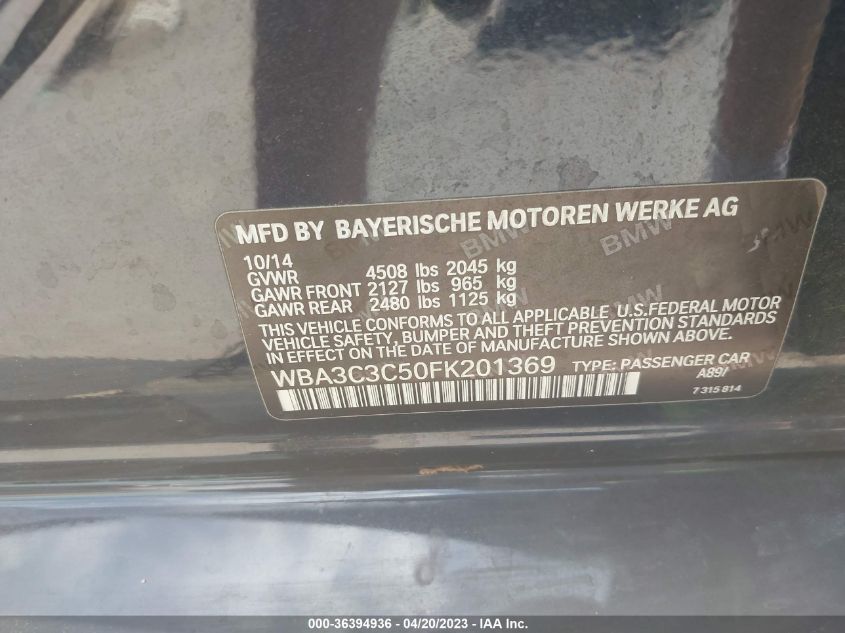 MFD BY BAYERISCHE MOTOREN WERKE AG
10/14
GVWR 4508 lbs 2045 kg
GAWR FRONT 2127 lbs 965 kg
GAWR REAR 2480 lbs 1125 kg
THIS VEHICLE CONFORMS TO ALL APPLICABLE U.S.FEDERAL MOTOR
VEHICLE SAFETY, BUMPER AND THEFT PREVENTION STANDARDS
IN EFFECT ON THE DATE OF MANUFACTURE SHOWN ABOVE.
WBA3C3C50FK201369 TYPE: PASSENGER CAR
A89/
7 315 814
BMW
BMW
000-36394936 - 04/20/2023 - IAA Inc.